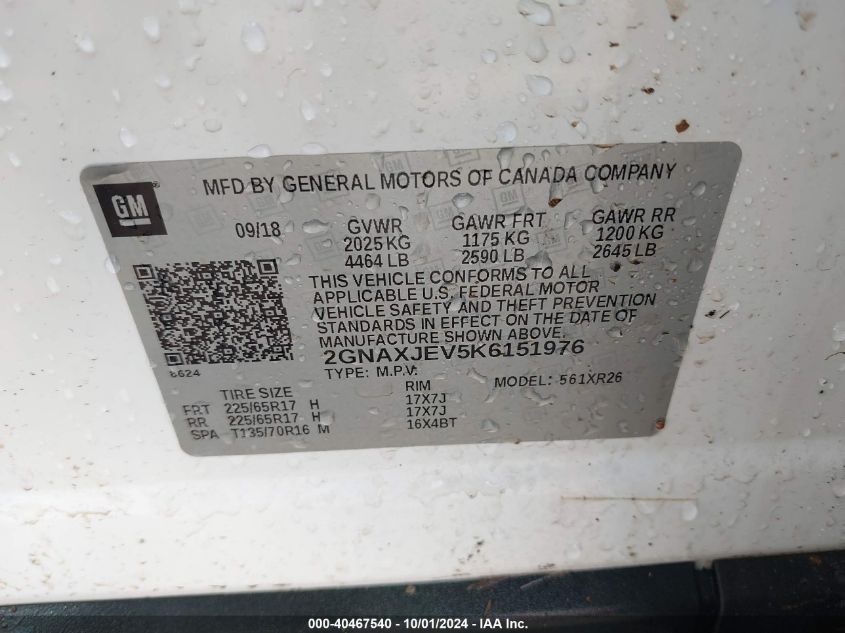 GM
MFD BY GENERAL MOTORS OF CANADA COMPANY
09/18 GVWR GAWR FRT GAWR RR
2025 KG 1175 KG 1200 KG
4464 LB 2590 LB 2645 LB
THIS VEHICLE CONFORMS TO ALL
APPLICABLE U.S. FEDERAL MOTOR
VEHICLE SAFETY AND THEFT PREVENTION
STANDARDS IN EFFECT ON THE DATE OF
MANUFACTURE SHOWN ABOVE.
2GNAXJEV5K6151976
8624
TYPE: M.P.V. MODEL: 561XR26
TIRE SIZE RIM
FRT 225/65R17 H 17X7J
RR 225/65R17 H 17X7J
SPA T135/70R16 M 16X4BT
000-40467540 - 10/01/2024 - IAAI.com